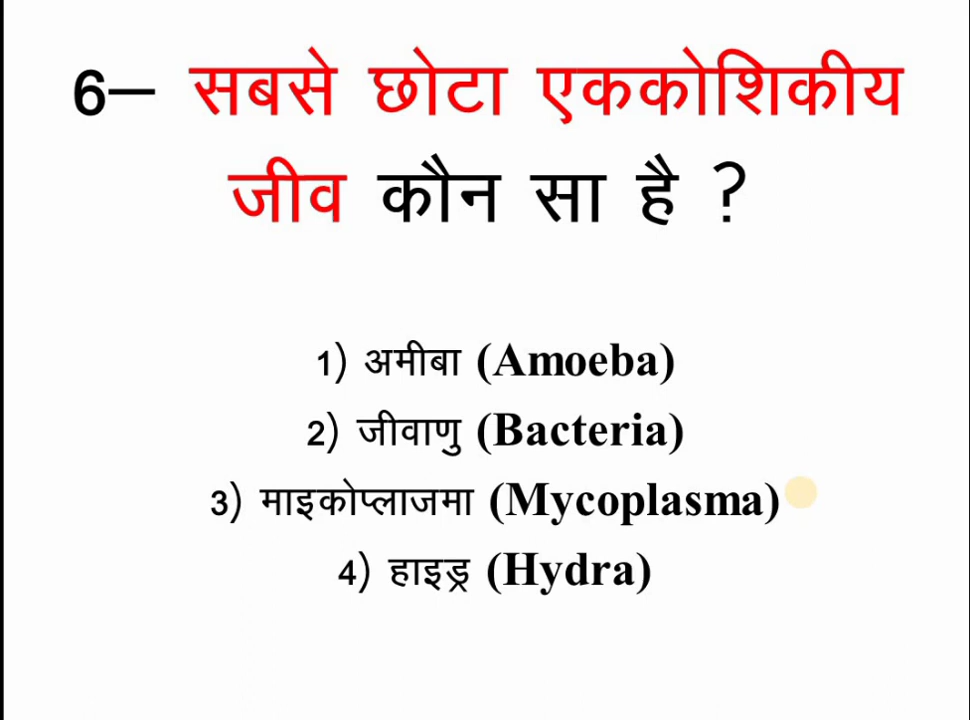 6– सबसे छोटा एककोशिकीय
जीव कौन सा है ?
1) अमीबा (Amoeba)
2) जीवाणु (Bacteria)
3) माइकोप्लाजमा (Mycoplasma)
4) हाइड्र (Hydra)